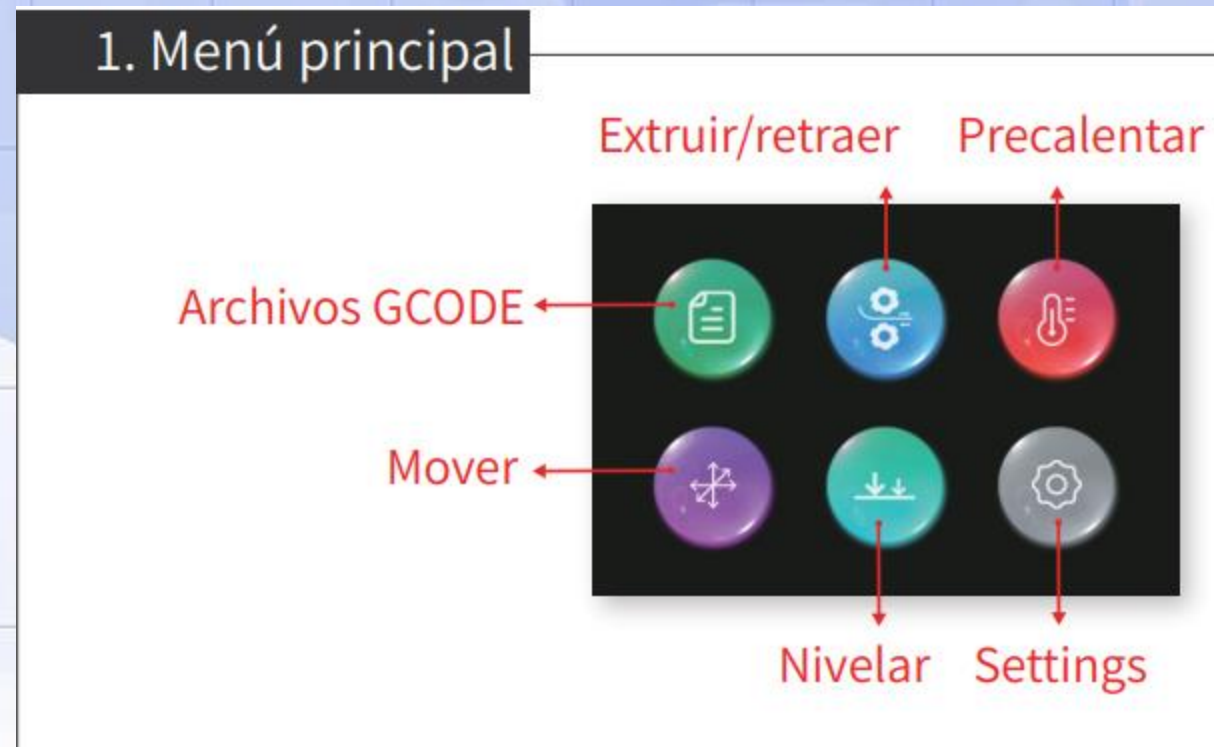 1. Menú principal
Extruir/retraer Precalentar
Archivos GCODE
Mover
Nivelar Settings